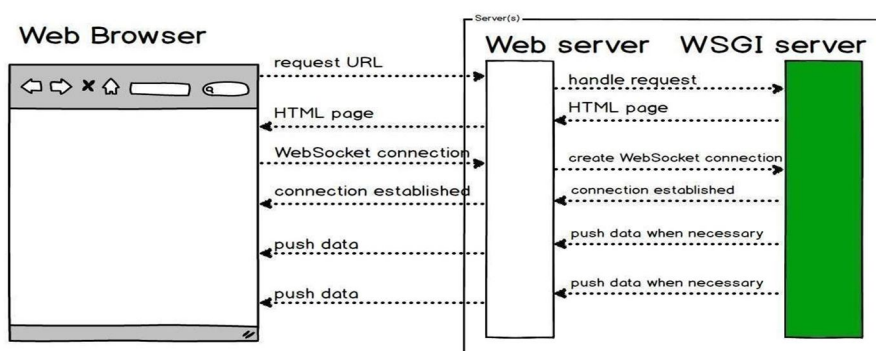 Server(s)
Web Browser
Web server
WSGI server
request URL
handle request
HTML page
HTML page
WebSocket connection
create WebSocket connection
connection established
connection established
push data
push data when necessary
push data
push data when necessary